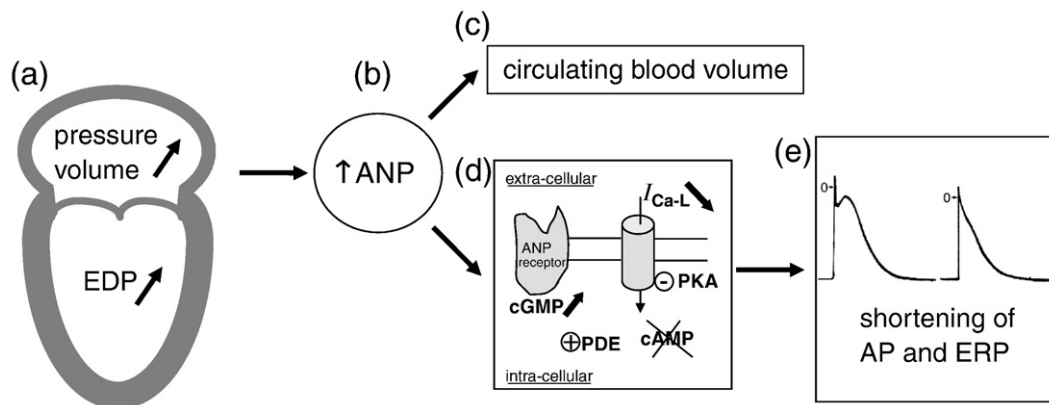 (a)
pressure
volume
EDP
(b)
↑ANP
(c)
circulating blood volume
(d)
extra-cellular
I Ca-L
ANP
receptor
cGMP
⊖ PKA
⊕PDE
cAMP
intra-cellular
(e)
0-
0-
shortening of
AP and ERP